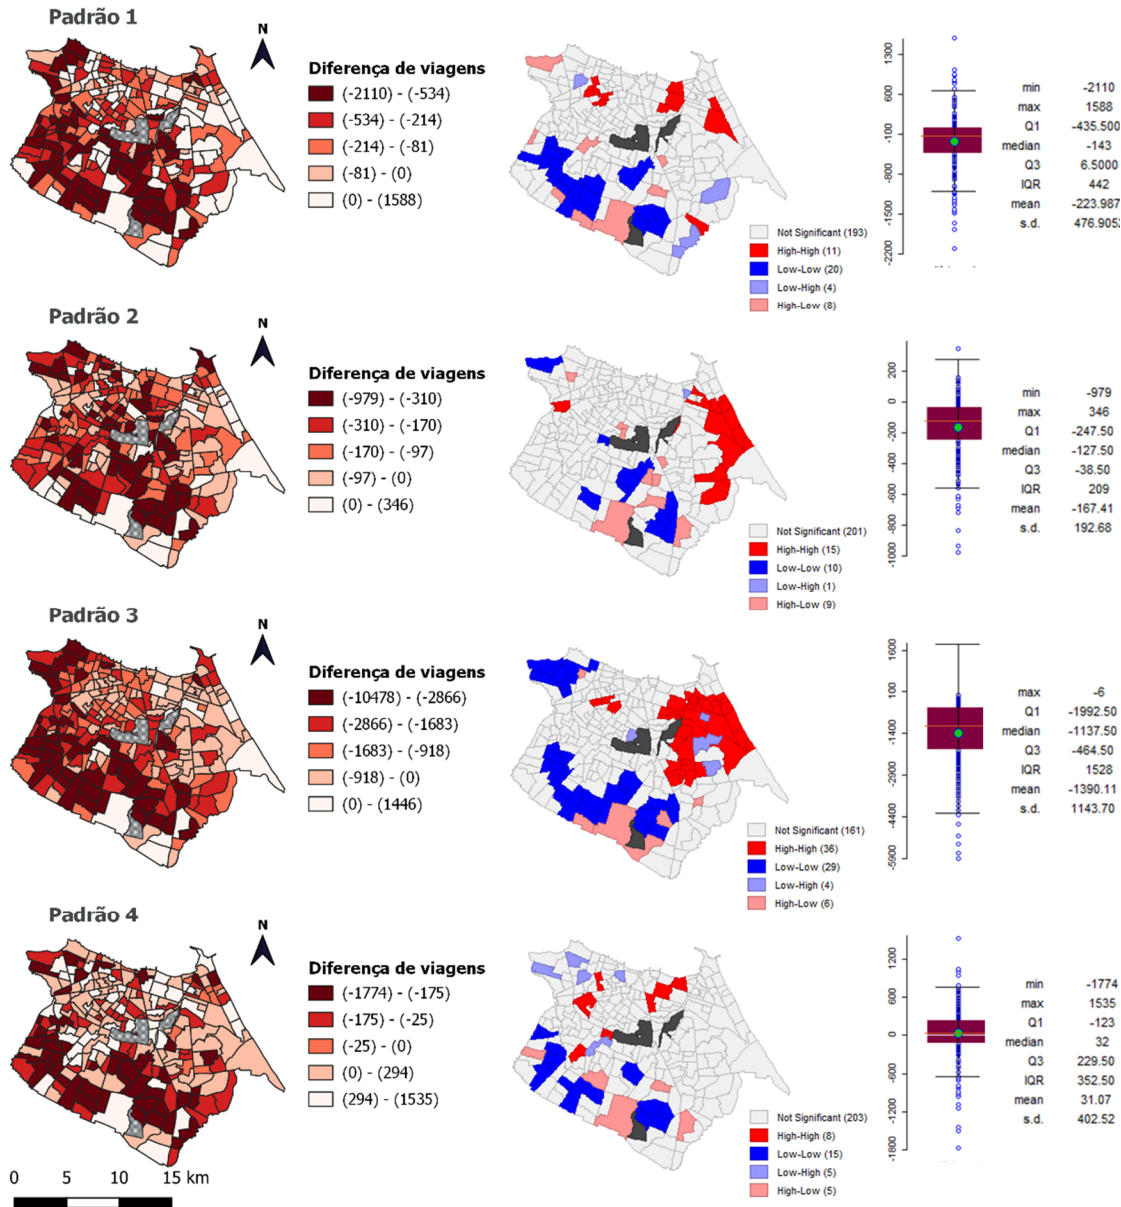 Padrão 1
N
Diferença de viagens
(-2110) - (-534)
(-534) - (-214)
(-214) - (-81)
(-81) - (0)
(0) - (1588)
Not Significant (193)
High-High (11)
Low-Low (20)
Low-High (4)
High-Low (8)
1300
600
-100
-800
-1500
-2200
min -2110
max 1588
Q1 -435.500
median -143
Q3 6.5000
IQR 442
mean -223.987
s.d. 476.905
Padrão 2
N
Diferença de viagens
(-979) - (-310)
(-310) - (-170)
(-170) - (-97)
(-97) - (0)
(0) - (346)
Not Significant (201)
High-High (15)
Low-Low (10)
Low-High (1)
High-Low (9)
200
0
-200
-400
-600
-800
-1000
min -979
max 346
Q1 -247.50
median -127.50
Q3 -38.50
IQR 209
mean -167.41
s.d. 192.68
Padrão 3
N
Diferença de viagens
(-10478) - (-2866)
(-2866) - (-1683)
(-1683) - (-918)
(-918) - (0)
(0) - (1446)
Not Significant (161)
High-High (36)
Low-Low (29)
Low-High (4)
High-Low (6)
1600
100
-1400
-2900
-4400
-5900
max -6
Q1 -1992.50
median -1137.50
Q3 -464.50
IQR 1528
mean -1390.11
s.d. 1143.70
Padrão 4
N
Diferença de viagens
(-1774) - (-175)
(-175) - (-25)
(-25) - (0)
(0) - (294)
(294) - (1535)
Not Significant (203)
High-High (8)
Low-Low (15)
Low-High (5)
High-Low (5)
1200
600
0
-600
-1200
-1800
min -1774
max 1535
Q1 -123
median 32
Q3 229.50
IQR 352.50
mean 31.07
s.d. 402.52
0 5 10 15 km